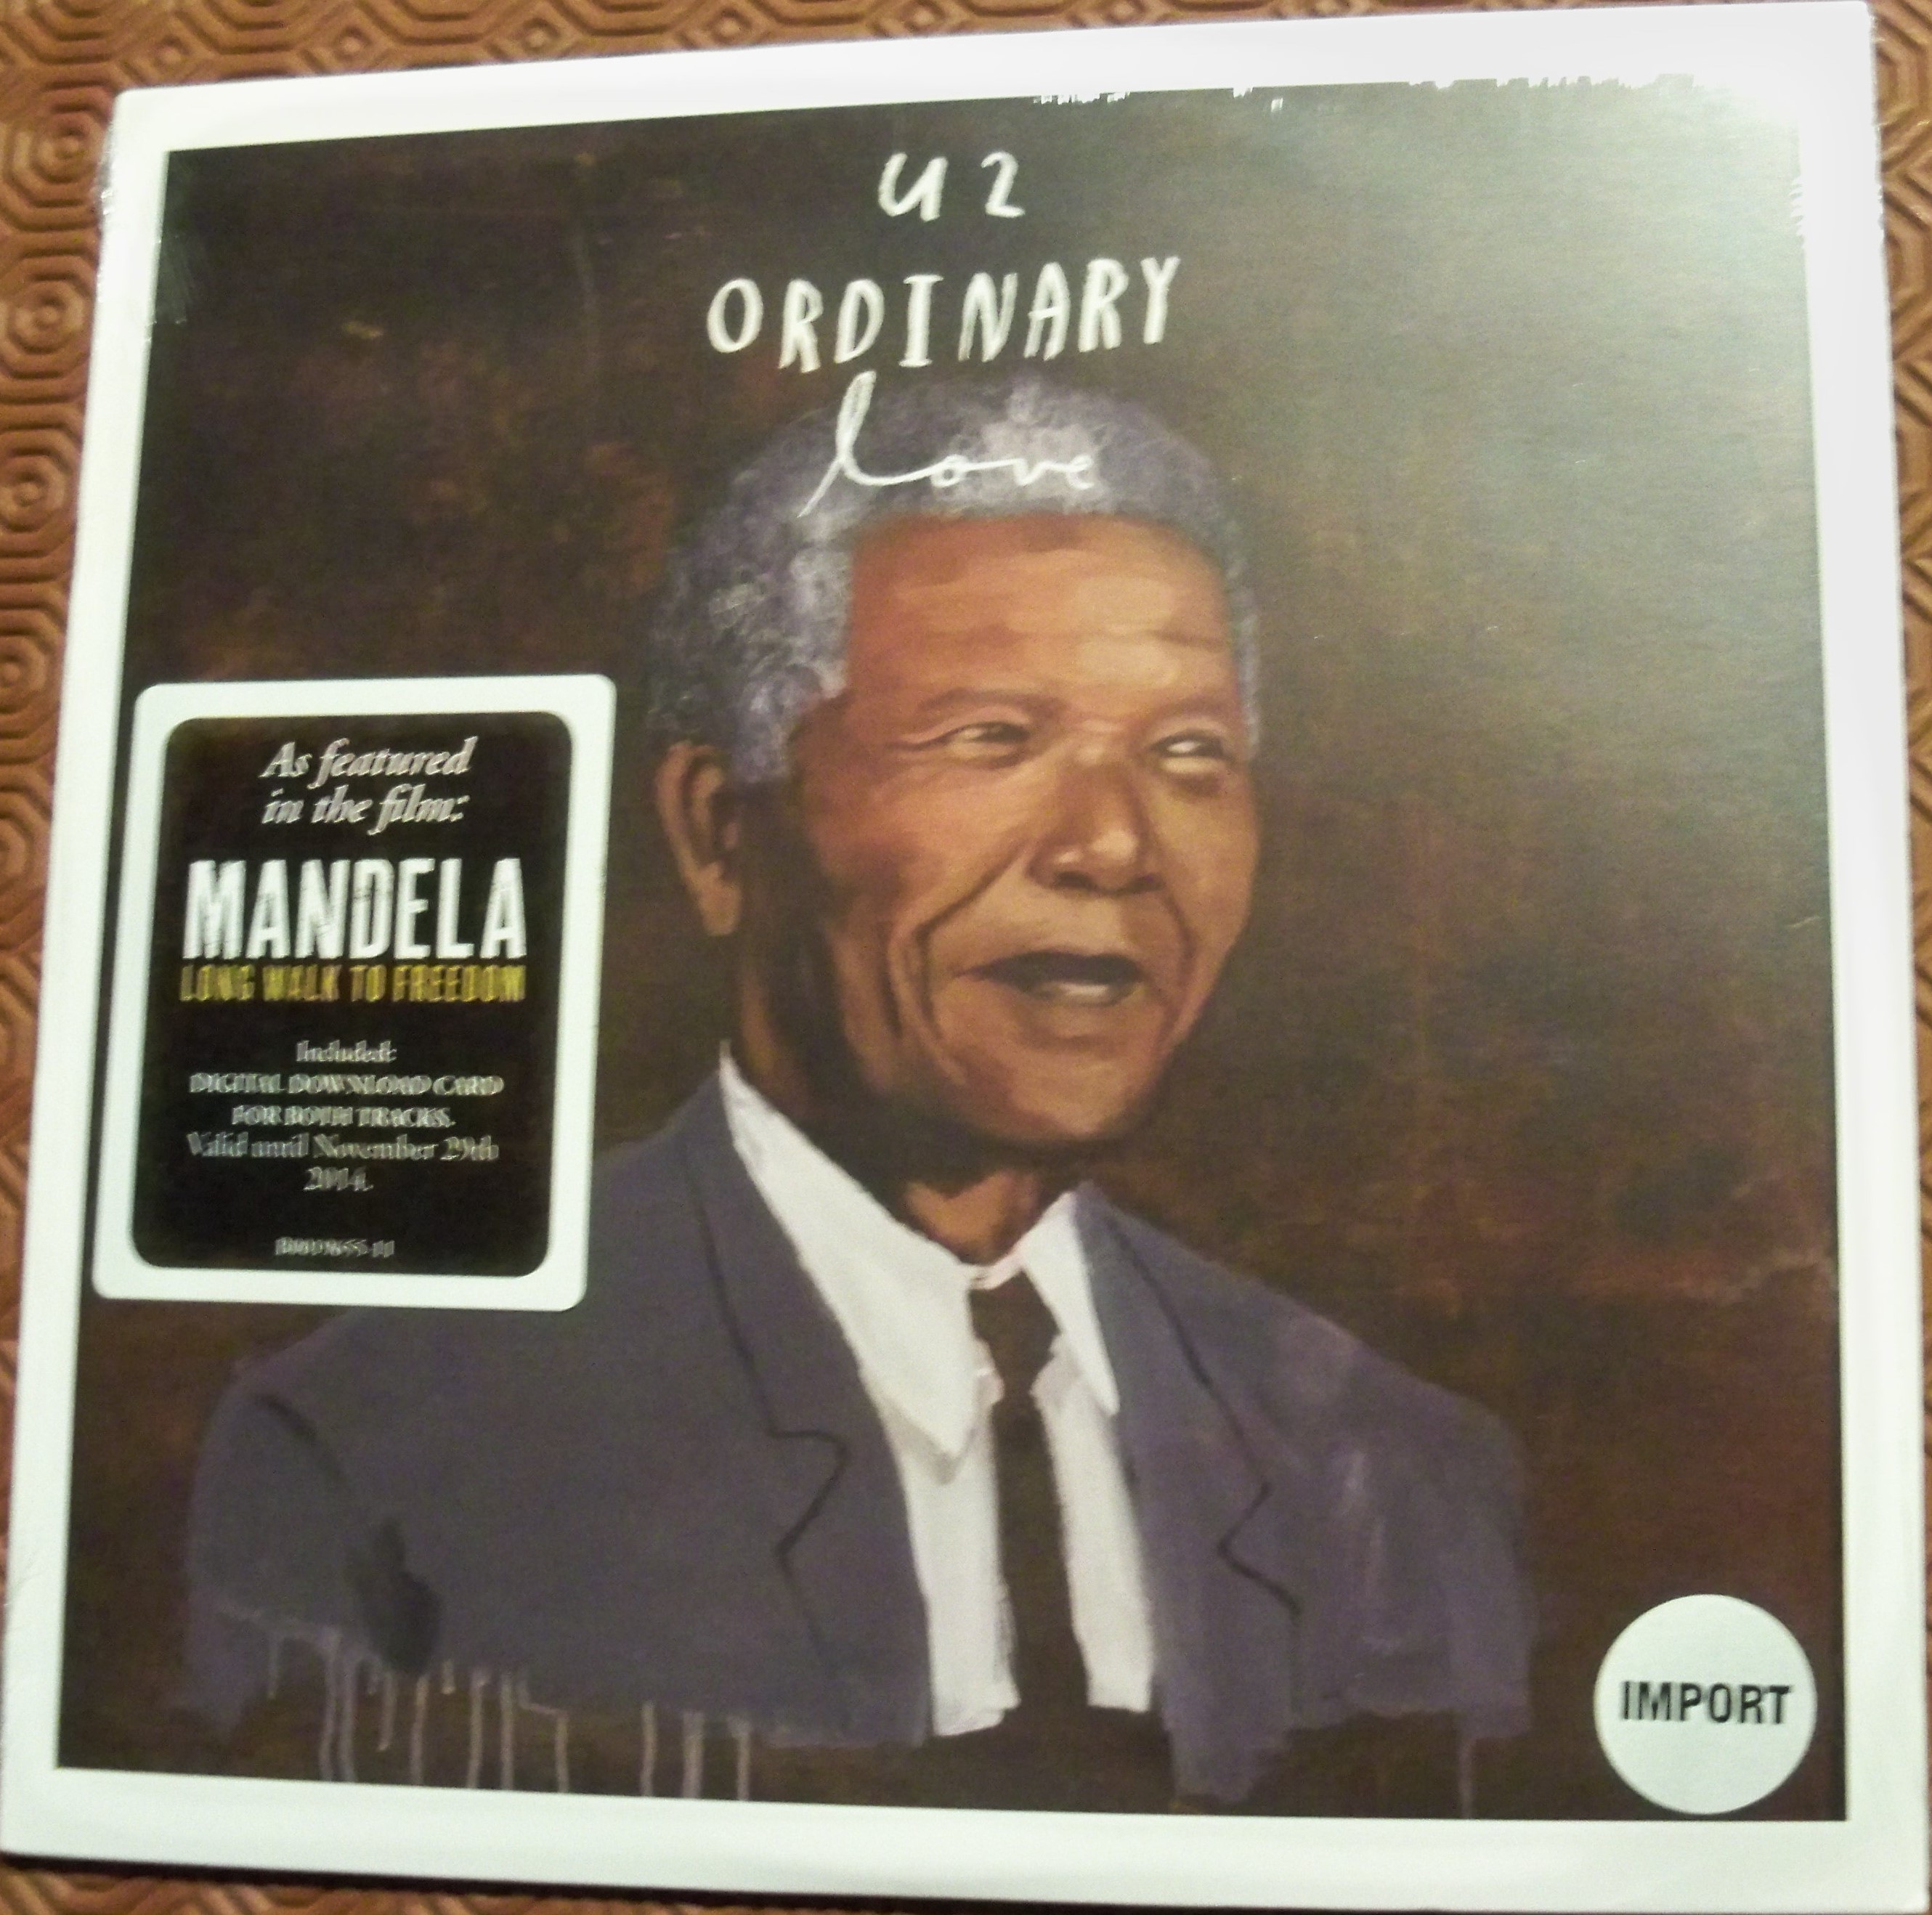 U2
ORDINARY
love
As featured
in the film:
MANDELA
LONG WALK TO FREEDOM
Included:
DIGITAL DOWNLOAD CARD
FOR BOTH TRACKS.
Valid until November 29th
2014.
IMPORT